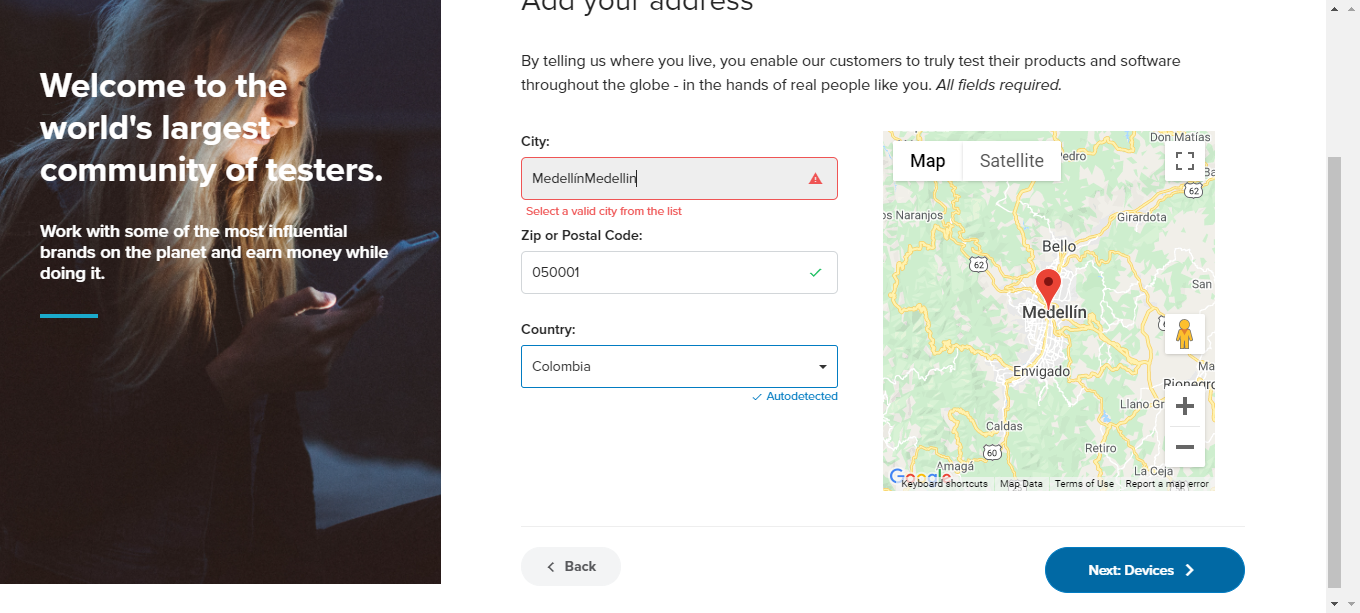 Add your address
Welcome to the
world's largest
community of testers.
Work with some of the most influential
brands on the planet and earn money while
doing it.
By telling us where you live, you enable our customers to truly test their products and software
throughout the globe - in the hands of real people like you. All fields required.
City:
MedellínMedellin
Select a valid city from the list
Zip or Postal Code:
050001
Country:
Colombia
Autodetected
Map
Satellite
Don Matías
Pedro
62
os Naranjos
Girardota
Bello
62
San
Medellín
Envigado
Ma
Rionegro
Llano Gr
Caldas
60
Retiro
La Ceja
Amagá
Google
Keyboard shortcuts
Map Data
Terms of Use
Report a map error
Back
Next: Devices